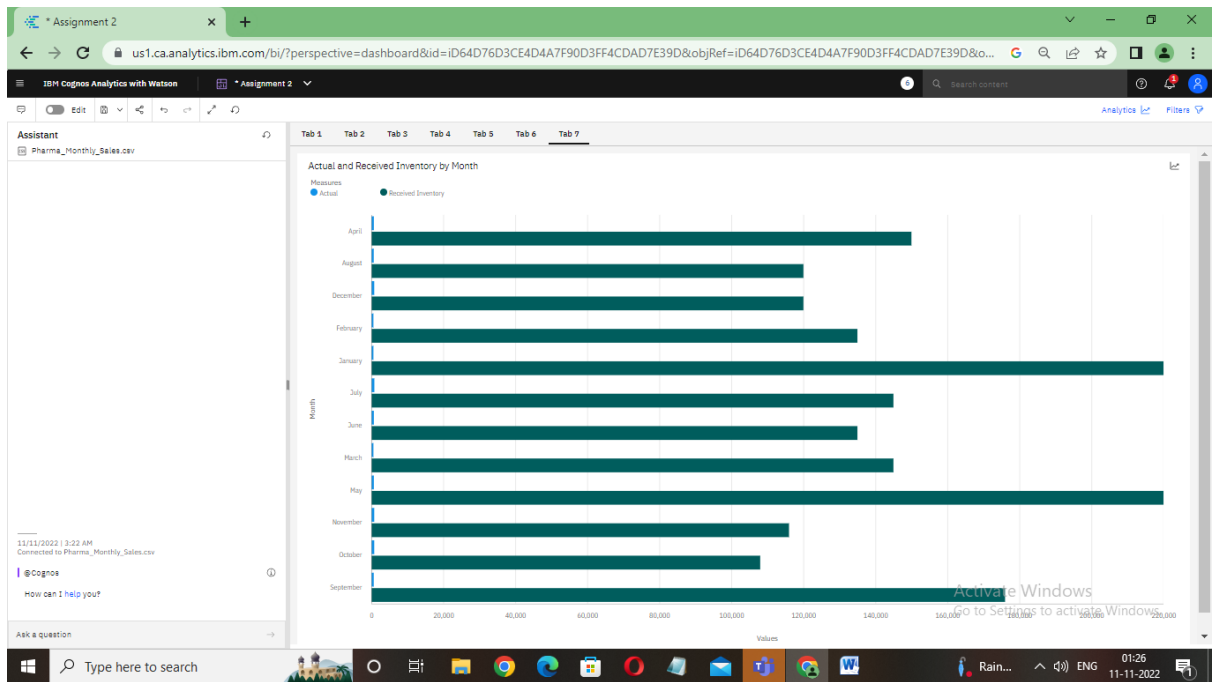 * Assignment 2
us1.ca.analytics.ibm.com/bi/?perspective=dashboard&id=iD64D76D3CE4D4A7F90D3FF4CDAD7E39D&objRef=iD64D76D3CE4D4A7F90D3FF4CDAD7E39D&o...
IBM Cognos Analytics with Watson * Assignment 2 6 Search content
Edit Analytics Filters
Assistant
Pharma_Monthly_Sales.csv
Tab 1 Tab 2 Tab 3 Tab 4 Tab 5 Tab 6 Tab 7
Actual and Received Inventory by Month
Measures
Actual Received Inventory
Month
April
August
December
February
January
July
June
March
May
November
October
September
0 20,000 40,000 60,000 80,000 100,000 120,000 140,000 160,000 180,000 200,000 220,000
Values
11/11/2022 | 3:22 AM
Connected to Pharma_Monthly_Sales.csv
@Cognos
How can I help you?
Ask a question
Activate Windows
Go to Settings to activate Windows.
Type here to search
Rain... ENG 01:26
11-11-2022